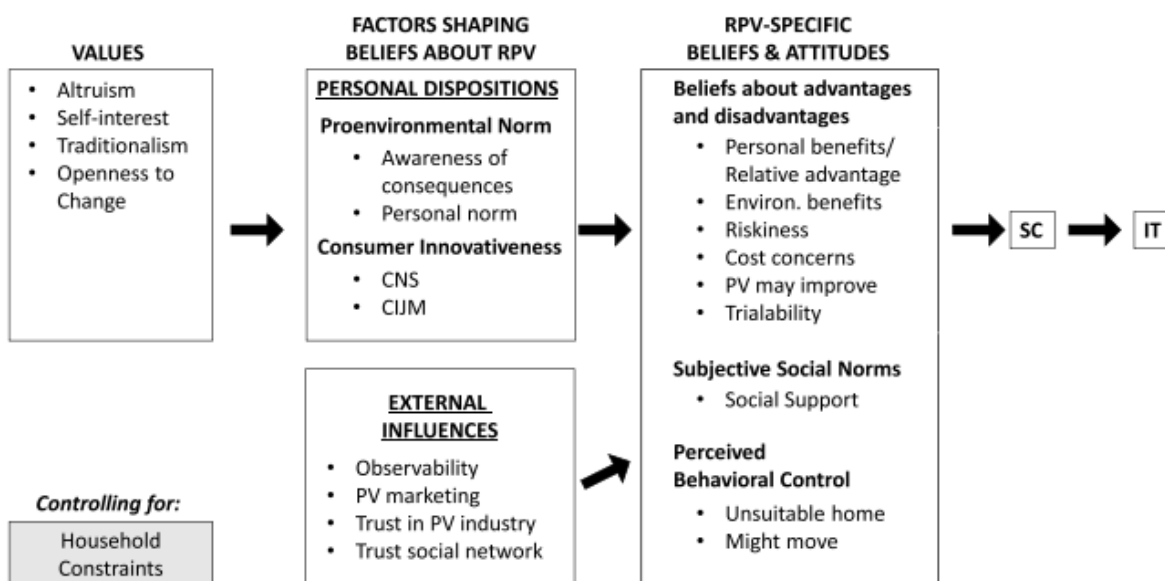 VALUES
• Altruism
• Self-interest
• Traditionalism
• Openness to
Change
FACTORS SHAPING
BELIEFS ABOUT RPV
PERSONAL DISPOSITIONS
Proenvironmental Norm
• Awareness of
consequences
• Personal norm
Consumer Innovativeness
• CNS
• CIJM
EXTERNAL
INFLUENCES
• Observability
• PV marketing
• Trust in PV industry
• Trust social network
RPV-SPECIFIC
BELIEFS & ATTITUDES
Beliefs about advantages
and disadvantages
• Personal benefits/
Relative advantage
• Environ. benefits
• Riskiness
• Cost concerns
• PV may improve
• Trialability
Subjective Social Norms
• Social Support
Perceived
Behavioral Control
• Unsuitable home
• Might move
SC
IT
Controlling for:
Household
Constraints